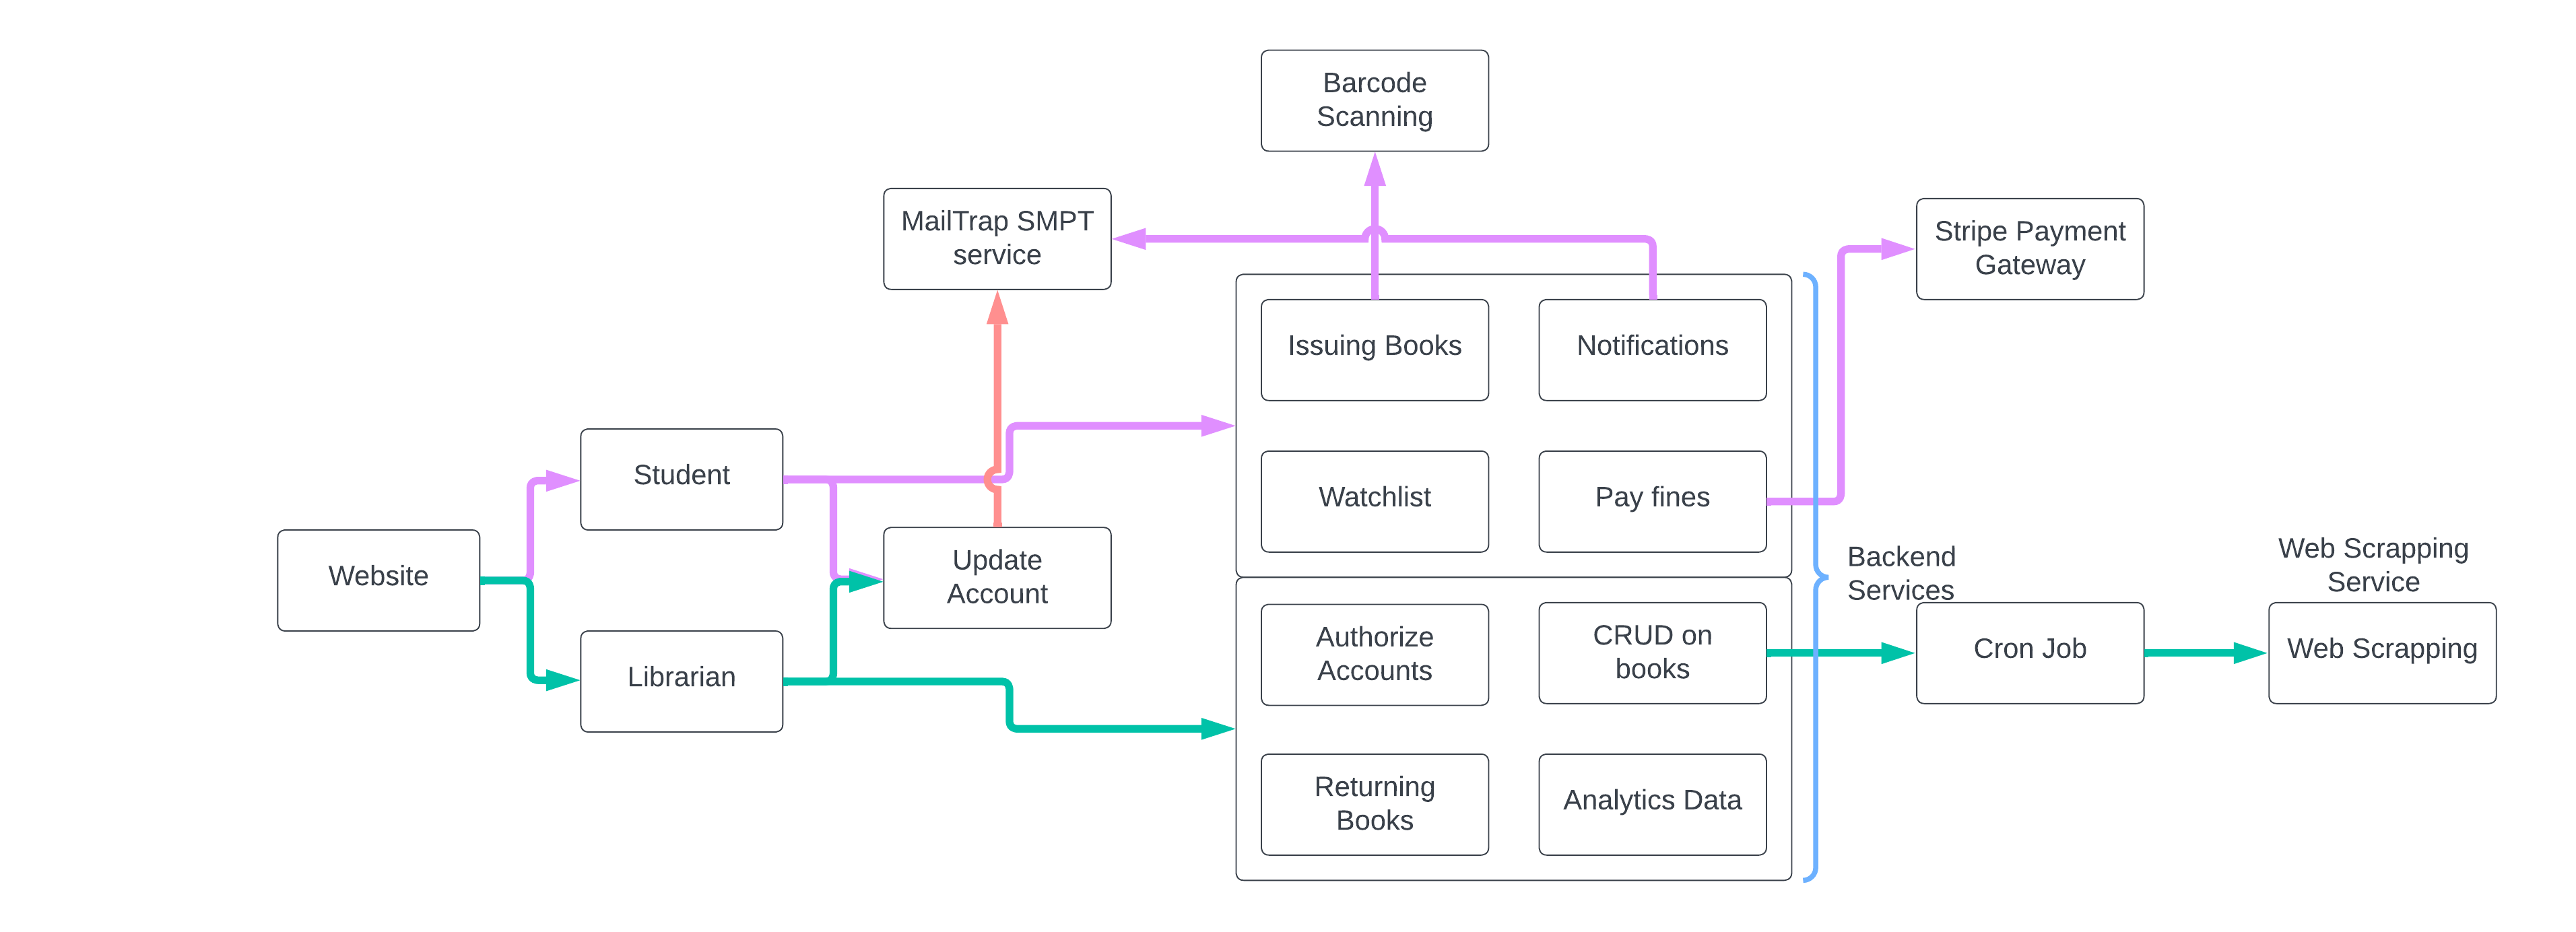 Barcode
Scanning
MailTrap SMPT
service
Stripe Payment
Gateway
Issuing Books
Notifications
Student
Watchlist
Pay fines
Website
Update
Account
Backend
Services
Web Scrapping
Service
Librarian
Authorize
Accounts
CRUD on
books
Cron Job
Web Scrapping
Returning
Books
Analytics Data